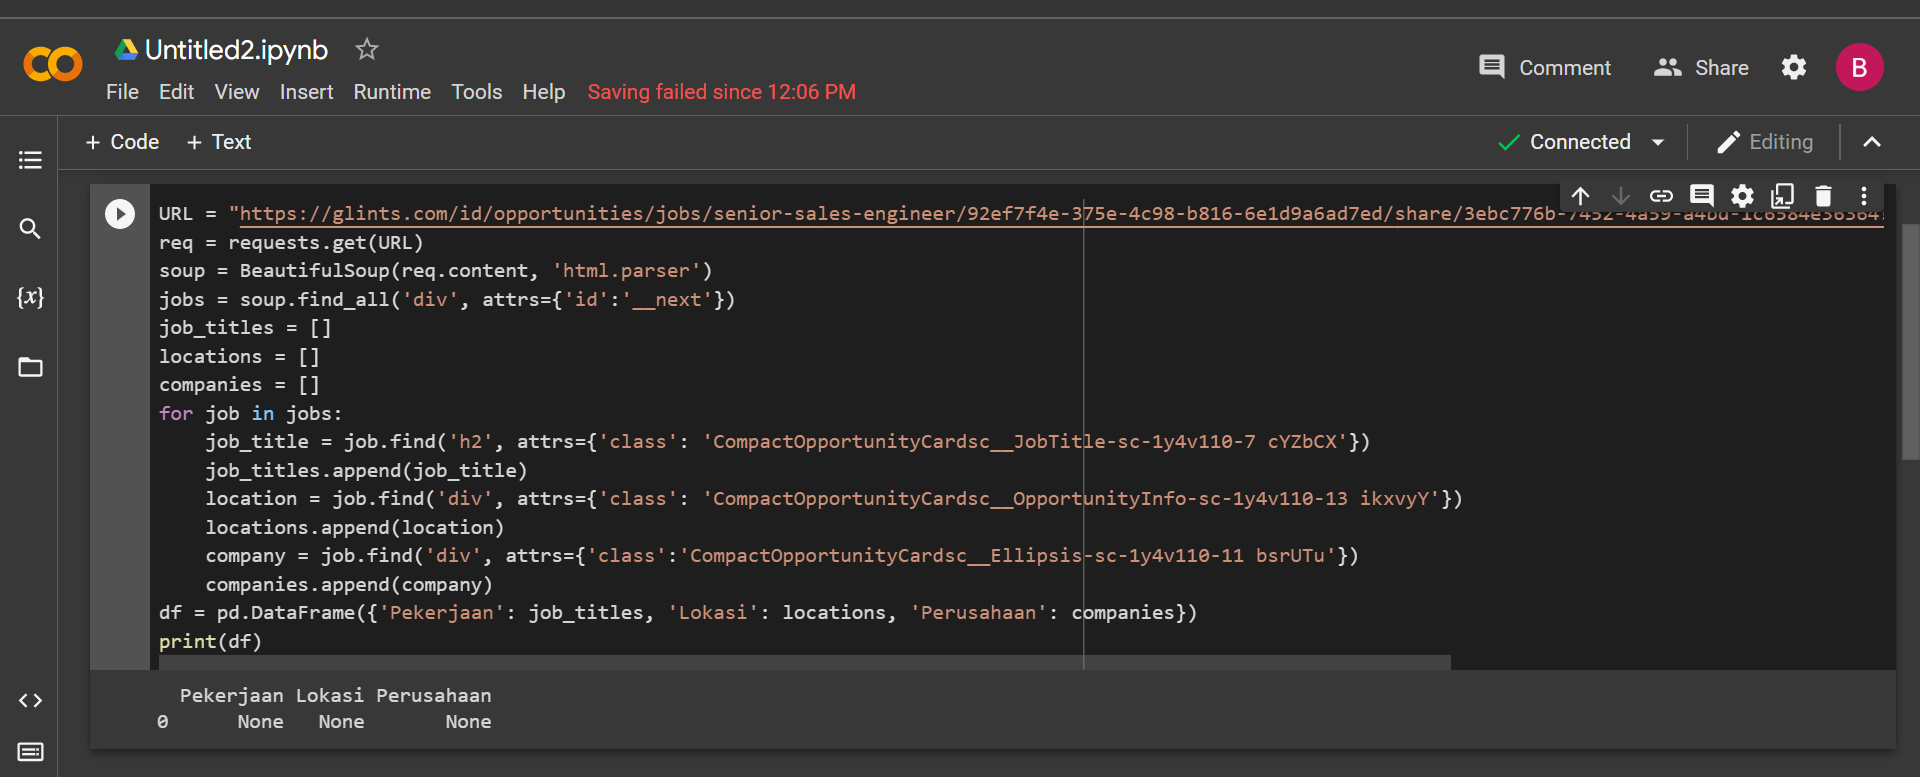 Untitled2.ipynb
File Edit View Insert Runtime Tools Help Saving failed since 12:06 PM
Comment Share B
+ Code + Text
Connected Editing
URL = "https://glints.com/id/opportunities/jobs/senior-sales-engineer/92ef7f4e-375e-4c98-b816-6e1d9a6ad7ed/share/3ebc776b-7452-4a59-a4bd-1c6584e36364
req = requests.get(URL)
soup = BeautifulSoup(req.content, 'html.parser')
jobs = soup.find_all('div', attrs={'id':'__next'})
job_titles = []
locations = []
companies = []
for job in jobs:
    job_title = job.find('h2', attrs={'class': 'CompactOpportunityCardsc__JobTitle-sc-1y4v110-7 cYZbCX'})
    job_titles.append(job_title)
    location = job.find('div', attrs={'class': 'CompactOpportunityCardsc__OpportunityInfo-sc-1y4v110-13 ikxvyY'})
    locations.append(location)
    company = job.find('div', attrs={'class':'CompactOpportunityCardsc__Ellipsis-sc-1y4v110-11 bsrUTu'})
    companies.append(company)
df = pd.DataFrame({'Pekerjaan': job_titles, 'Lokasi': locations, 'Perusahaan': companies})
print(df)
Pekerjaan Lokasi Perusahaan
0 None None None